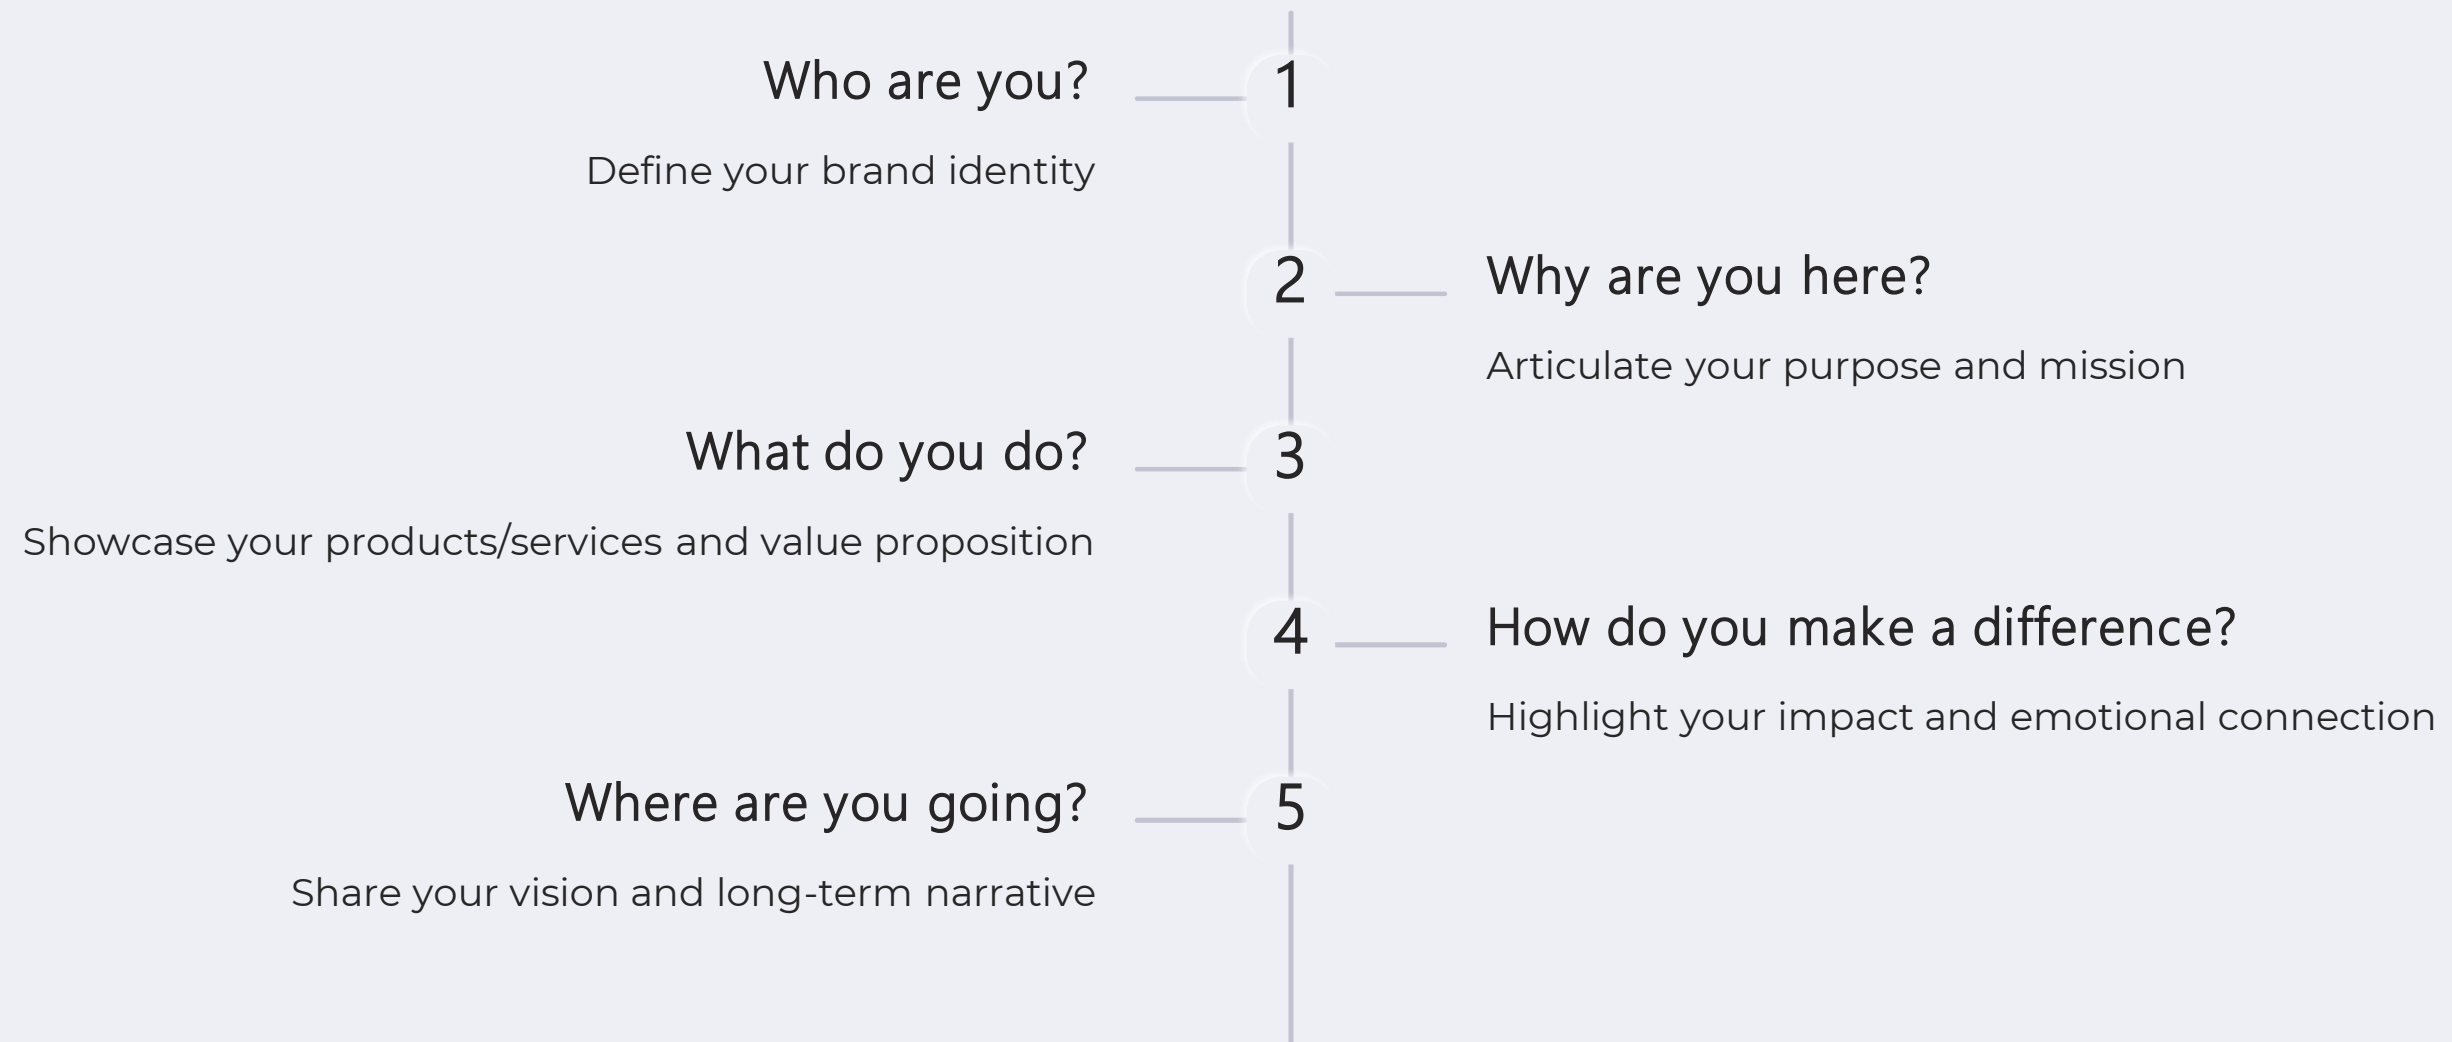 Who are you?
1
Define your brand identity
2
Why are you here?
Articulate your purpose and mission
What do you do?
3
Showcase your products/services and value proposition
4
How do you make a difference?
Highlight your impact and emotional connection
Where are you going?
5
Share your vision and long-term narrative